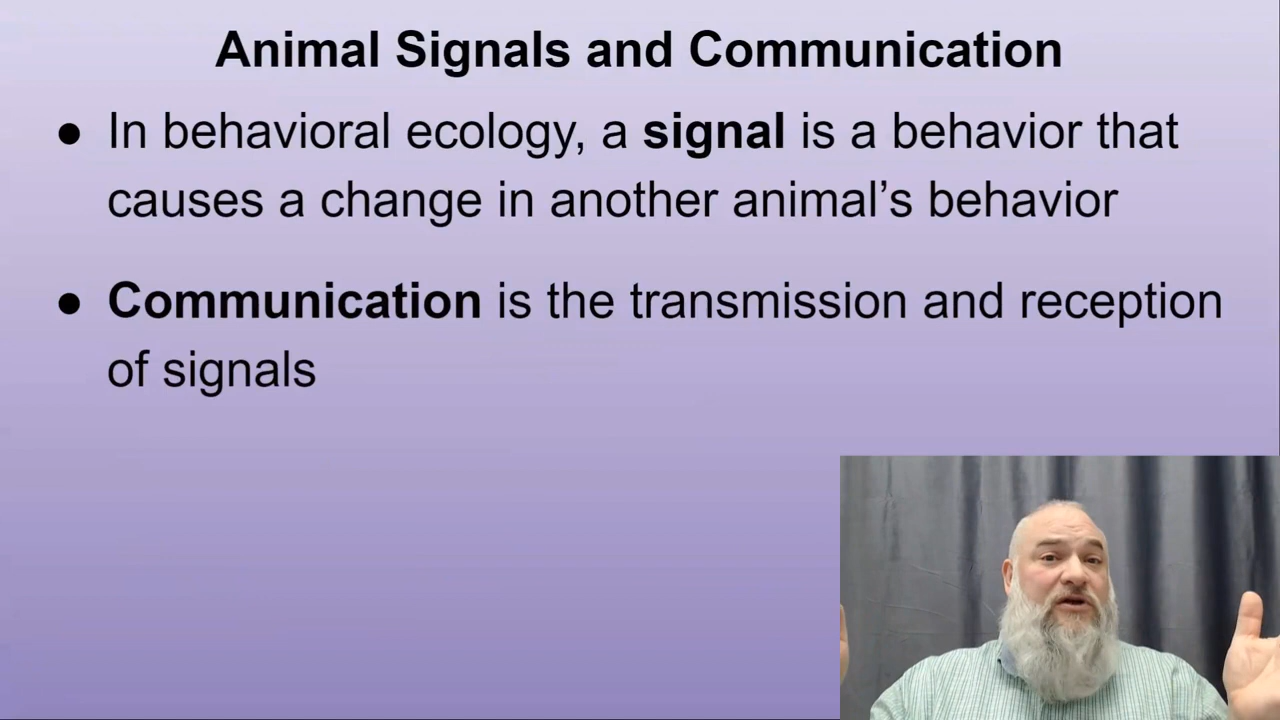 Animal Signals and Communication
● In behavioral ecology, a signal is a behavior that
causes a change in another animal’s behavior
● Communication is the transmission and reception
of signals